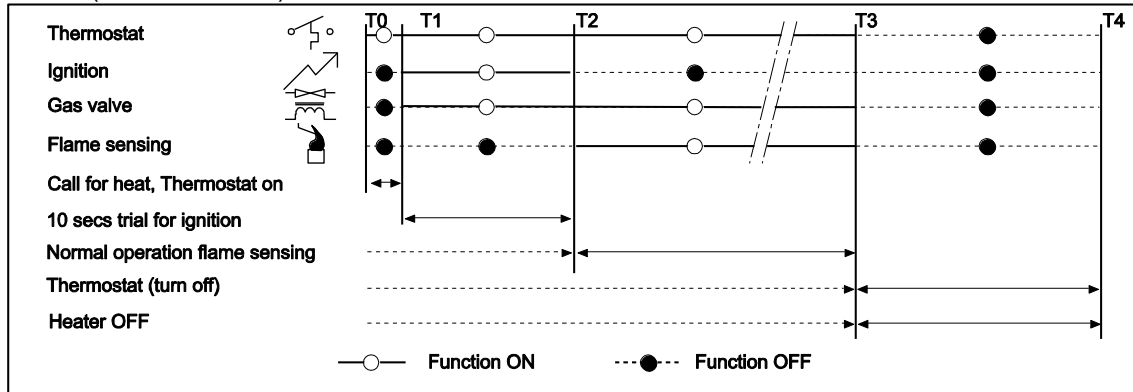 T0 T1 T2 T3 T4
Thermostat
Ignition
Gas valve
Flame sensing
Call for heat, Thermostat on
10 secs trial for ignition
Normal operation flame sensing
Thermostat (turn off)
Heater OFF
Function ON Function OFF